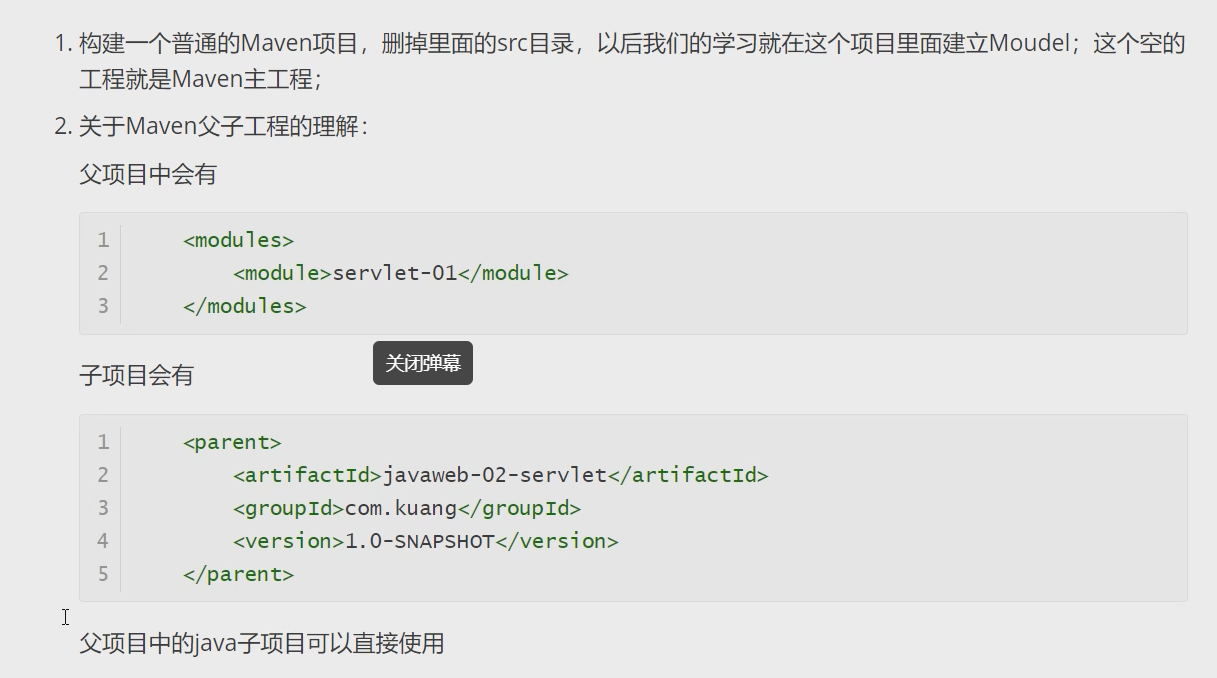 1. 构建一个普通的Maven项目，删掉里面的src目录，以后我们的学习就在这个项目里面建立Moudel；这个空的
工程就是Maven主工程；
2. 关于Maven父子工程的理解：
父项目中会有
1 <modules>
2 <module>servlet-01</module>
3 </modules>
关闭弹幕
子项目会有
1 <parent>
2 <artifactId>javaweb-02-servlet</artifactId>
3 <groupId>com.kuang</groupId>
4 <version>1.0-SNAPSHOT</version>
5 </parent>
父项目中的java子项目可以直接使用